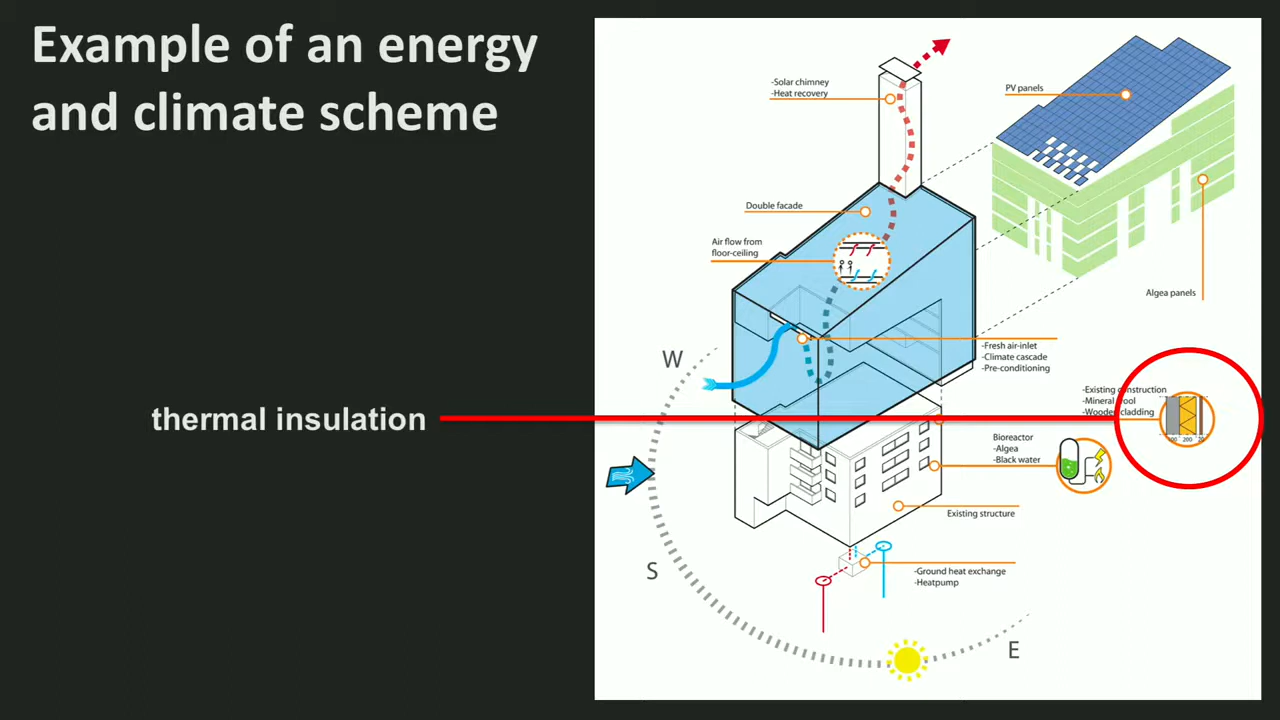 Example of an energy
and climate scheme
thermal insulation
-Solar chimney
-Heat recovery
PV panels
Double facade
Air flow from
floor-ceiling
Algea panels
-Fresh air-inlet
-Climate cascade
-Pre-conditioning
W
-Existing construction
-Mineral wool
-Wooden cladding
200
Bioreactor
-Algea
-Black water
Existing structure
S
-Ground heat exchange
-Heatpump
E